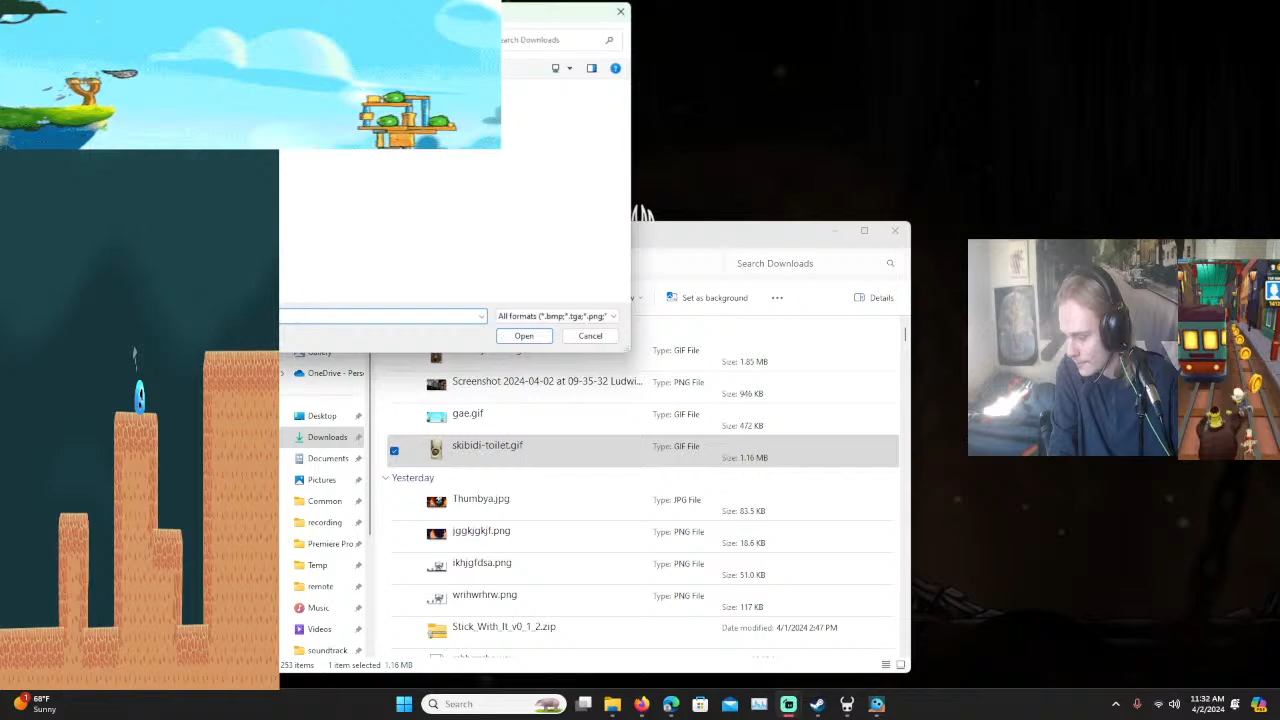 earch Downloads
All formats (*.bmp;*.tga;*.png;*
Open
Cancel
Search Downloads
Set as background
Details
Gallery
OneDrive - Pers
Desktop
Downloads
Documents
Pictures
Common
recording
Premiere Pro
Temp
remote
Music
Videos
soundtrack
Type: GIF File
Size: 1.85 MB
Screenshot 2024-04-02 at 09-35-32 Ludwi...
Type: PNG File
Size: 946 KB
gae.gif
Type: GIF File
Size: 472 KB
skibidi-toilet.gif
Type: GIF File
Size: 1.16 MB
Yesterday
Thumbya.jpg
Type: JPG File
Size: 83.5 KB
jggkjgkjf.png
Type: PNG File
Size: 18.6 KB
ikhjgfdsa.png
Type: PNG File
Size: 51.0 KB
wrihwrhrw.png
Type: PNG File
Size: 117 KB
Stick_With_It_v0_1_2.zip
Date modified: 4/1/2024 2:47 PM
253 items
1 item selected 1.16 MB
1
68°F
Sunny
Search
11:32 AM
4/2/2024